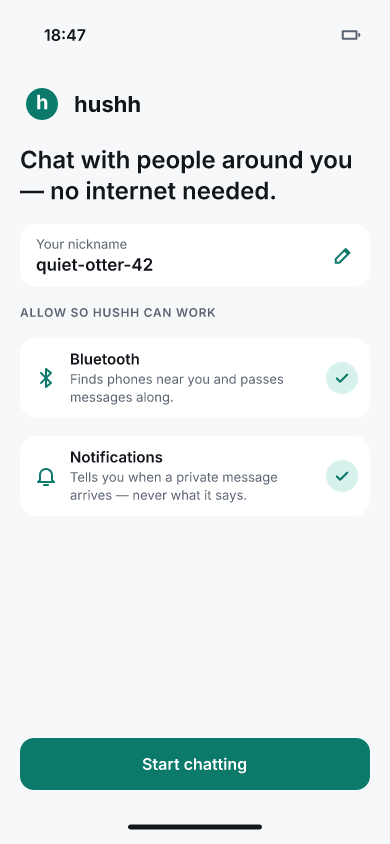 18:47
h hushh
Chat with people around you
— no internet needed.
Your nickname
quiet-otter-42
ALLOW SO HUSHH CAN WORK
Bluetooth
Finds phones near you and passes
messages along.
Notifications
Tells you when a private message
arrives — never what it says.
Start chatting